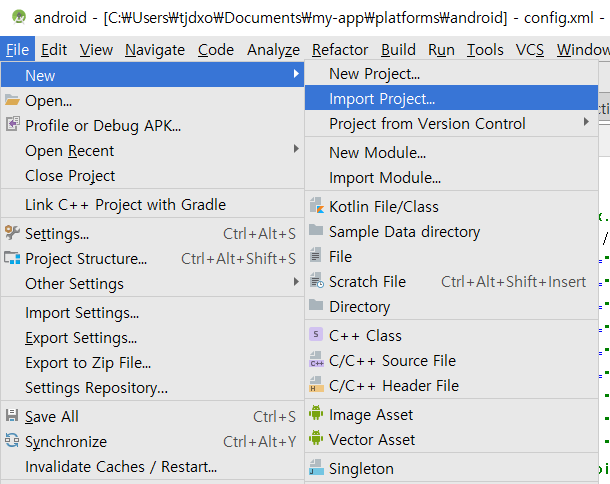 android - [C:₩Users₩tjdxo₩Documents₩my-app₩platforms₩android] - config.xml -
File Edit View Navigate Code Analyze Refactor Build Run Tools VCS Window
New
Open...
Profile or Debug APK...
Open Recent
Close Project
Link C++ Project with Gradle
Settings... Ctrl+Alt+S
Project Structure... Ctrl+Alt+Shift+S
Other Settings
Import Settings...
Export Settings...
Export to Zip File...
Settings Repository...
Save All Ctrl+S
Synchronize Ctrl+Alt+Y
Invalidate Caches / Restart...
New Project...
Import Project...
Project from Version Control
New Module...
Import Module...
Kotlin File/Class
Sample Data directory
File
Scratch File Ctrl+Alt+Shift+Insert
Directory
C++ Class
C/C++ Source File
C/C++ Header File
Image Asset
Vector Asset
Singleton